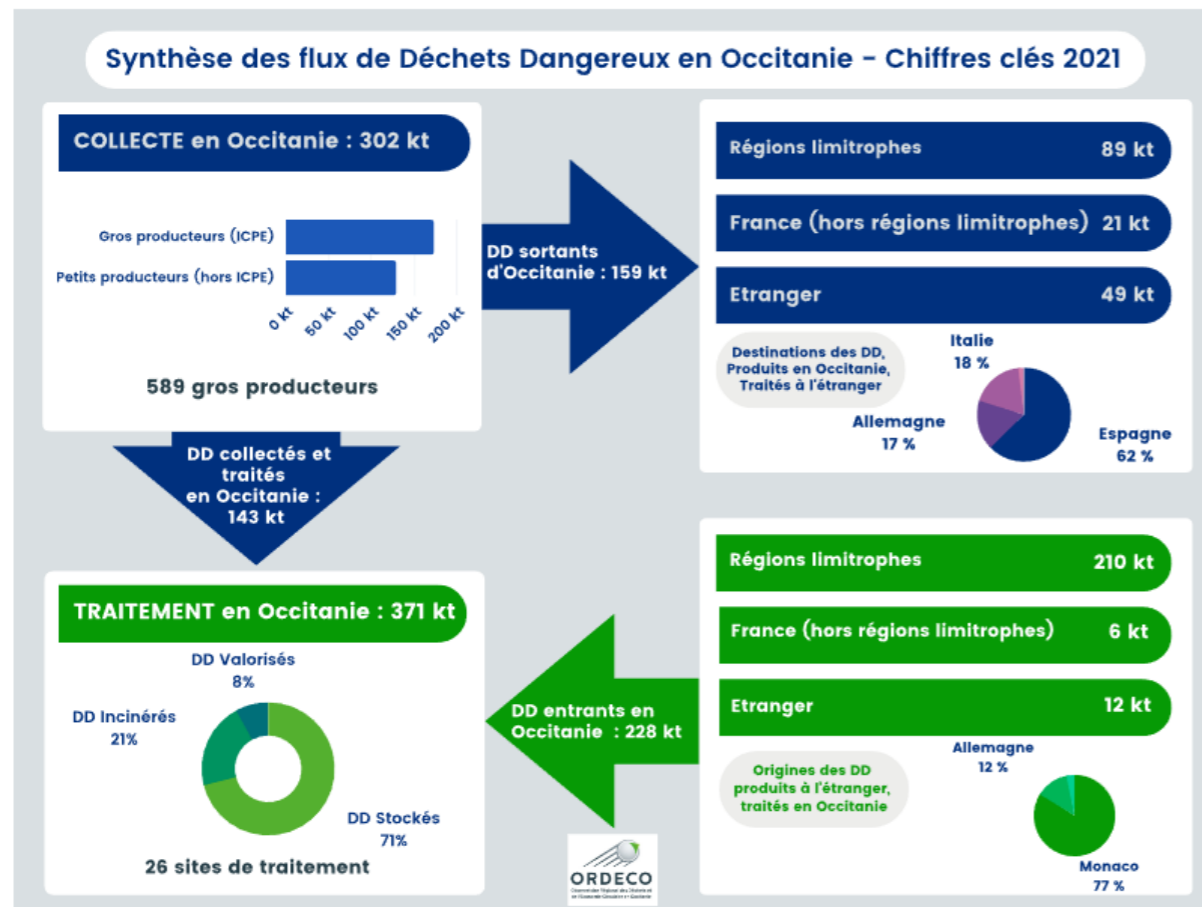 Synthèse des flux de Déchets Dangereux en Occitanie - Chiffres clés 2021
COLLECTE en Occitanie : 302 kt
Gros producteurs (ICPE)
Petits producteurs (hors ICPE)
0 kt
50 kt
100 kt
150 kt
200 kt
589 gros producteurs
DD sortants
d'Occitanie : 159 kt
Régions limitrophes 89 kt
France (hors régions limitrophes) 21 kt
Etranger 49 kt
Destinations des DD,
Produits en Occitanie,
Traités à l'étranger
Italie
18 %
Allemagne
17 %
Espagne
62 %
DD collectés et
traités
en Occitanie :
143 kt
TRAITEMENT en Occitanie : 371 kt
DD Valorisés
8%
DD Incinérés
21%
DD Stockés
71%
26 sites de traitement
DD entrants en
Occitanie : 228 kt
Régions limitrophes 210 kt
France (hors régions limitrophes) 6 kt
Etranger 12 kt
Origines des DD
produits à l'étranger,
traités en Occitanie
Allemagne
12 %
Monaco
77 %
ORDECO